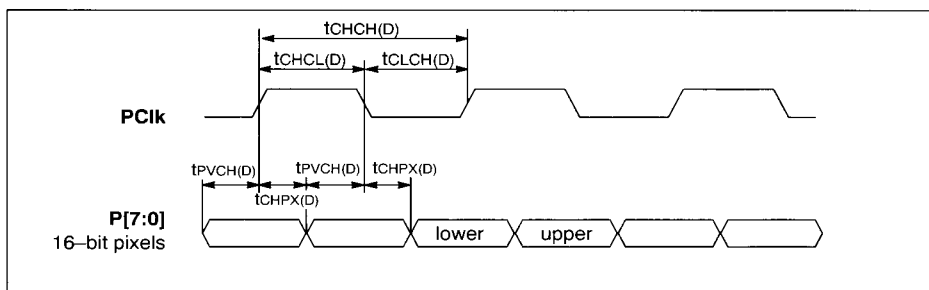 tCHCH(D)
tCHCL(D) tCLCH(D)
PClk
tPVCH(D) tPVCH(D) tCHPX(D)
tCHPX(D)
P[7:0] lower upper
16–bit pixels